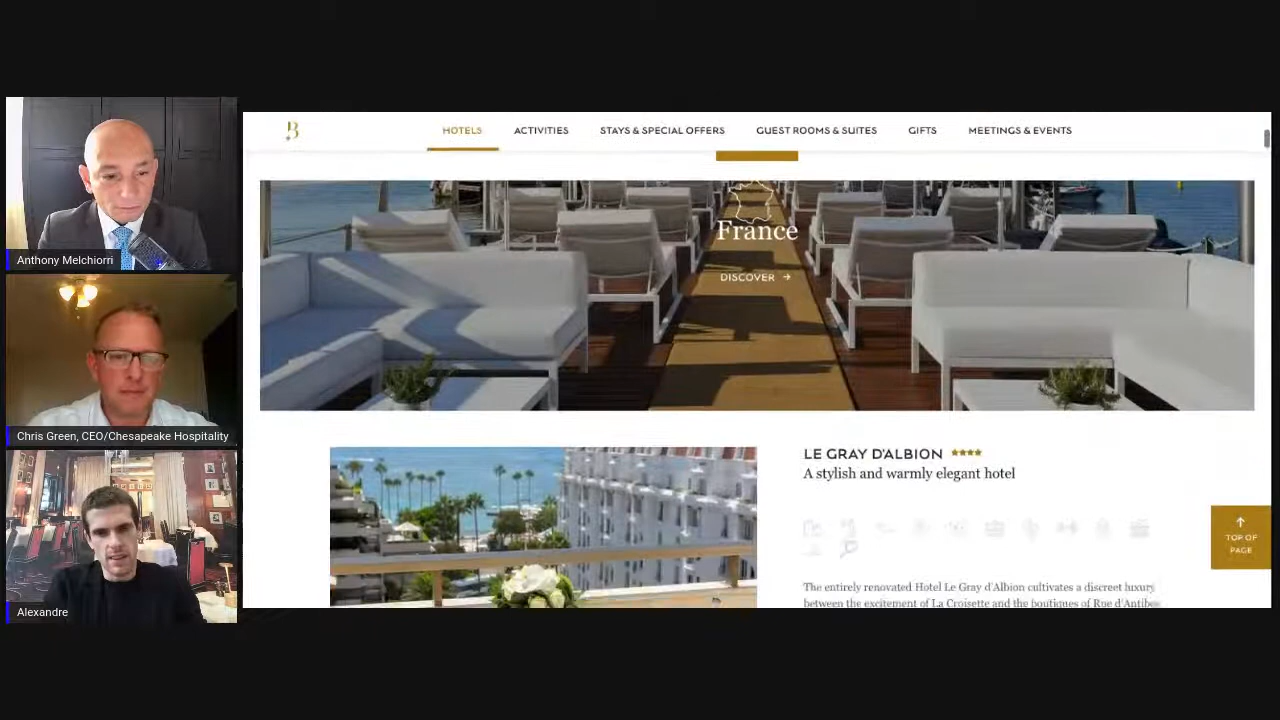 Anthony Melchiorri
Chris Green, CEO/Chesapeake Hospitality
Alexandre
B
HOTELS
ACTIVITIES
STAYS & SPECIAL OFFERS
GUEST ROOMS & SUITES
GIFTS
MEETINGS & EVENTS
France
DISCOVER →
LE GRAY D'ALBION ★★★★
A stylish and warmly elegant hotel
The entirely renovated Hotel Le Gray d'Albion cultivates a discreet luxury
between the excitement of La Croisette and the boutiques of Rue d'Antibes
↑
TOP OF
PAGE